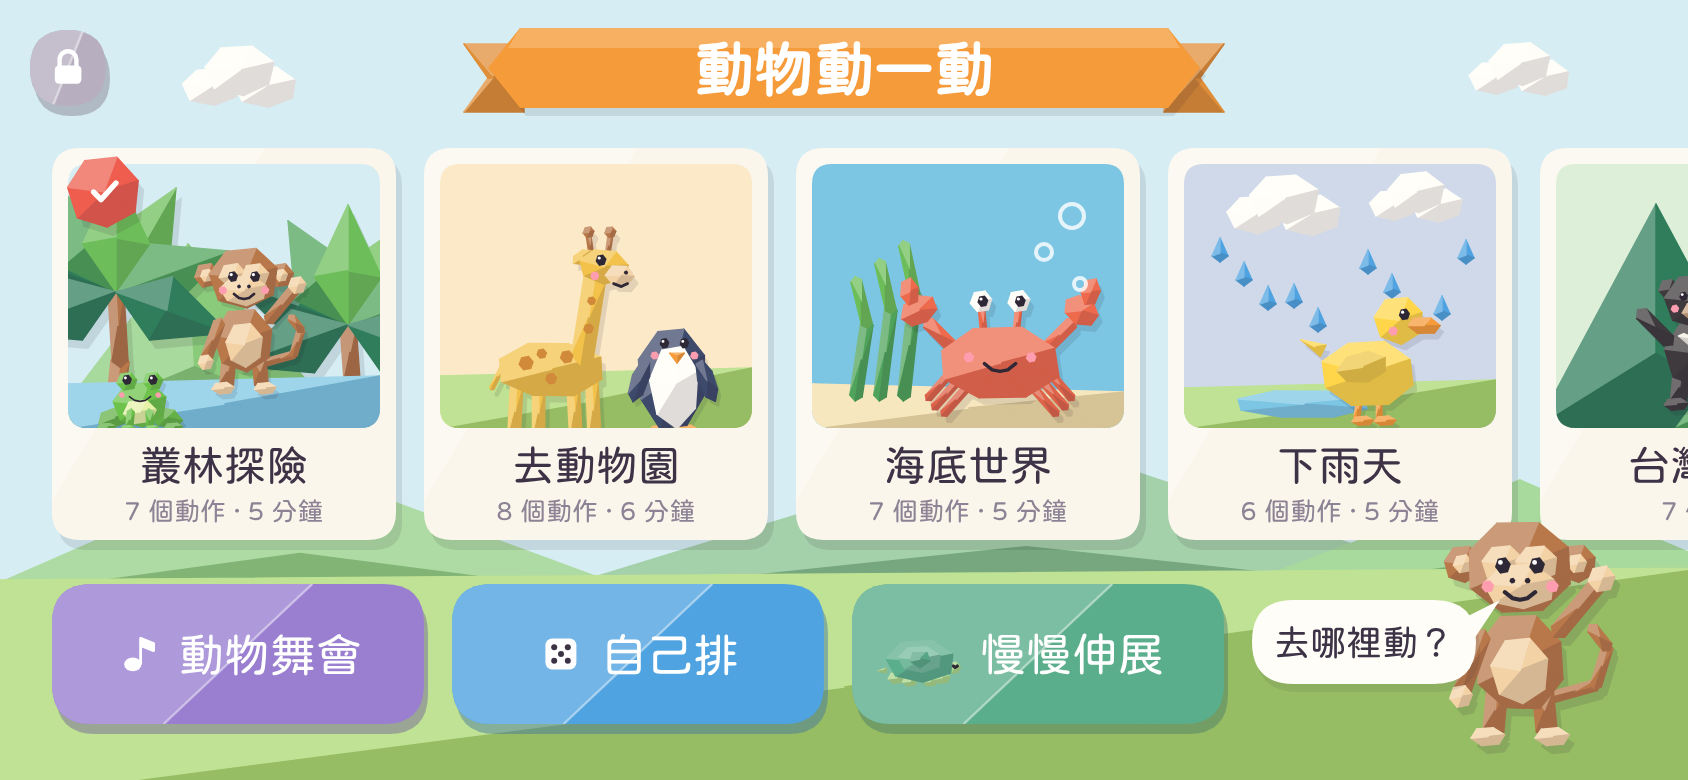 動物動一動
叢林探險
7 個動作·5 分鐘
去動物園
8 個動作·6 分鐘
海底世界
7 個動作·5 分鐘
下雨天
6 個動作·5 分鐘
台灣
7
動物舞會
自己排
慢慢伸展
去哪裡動？